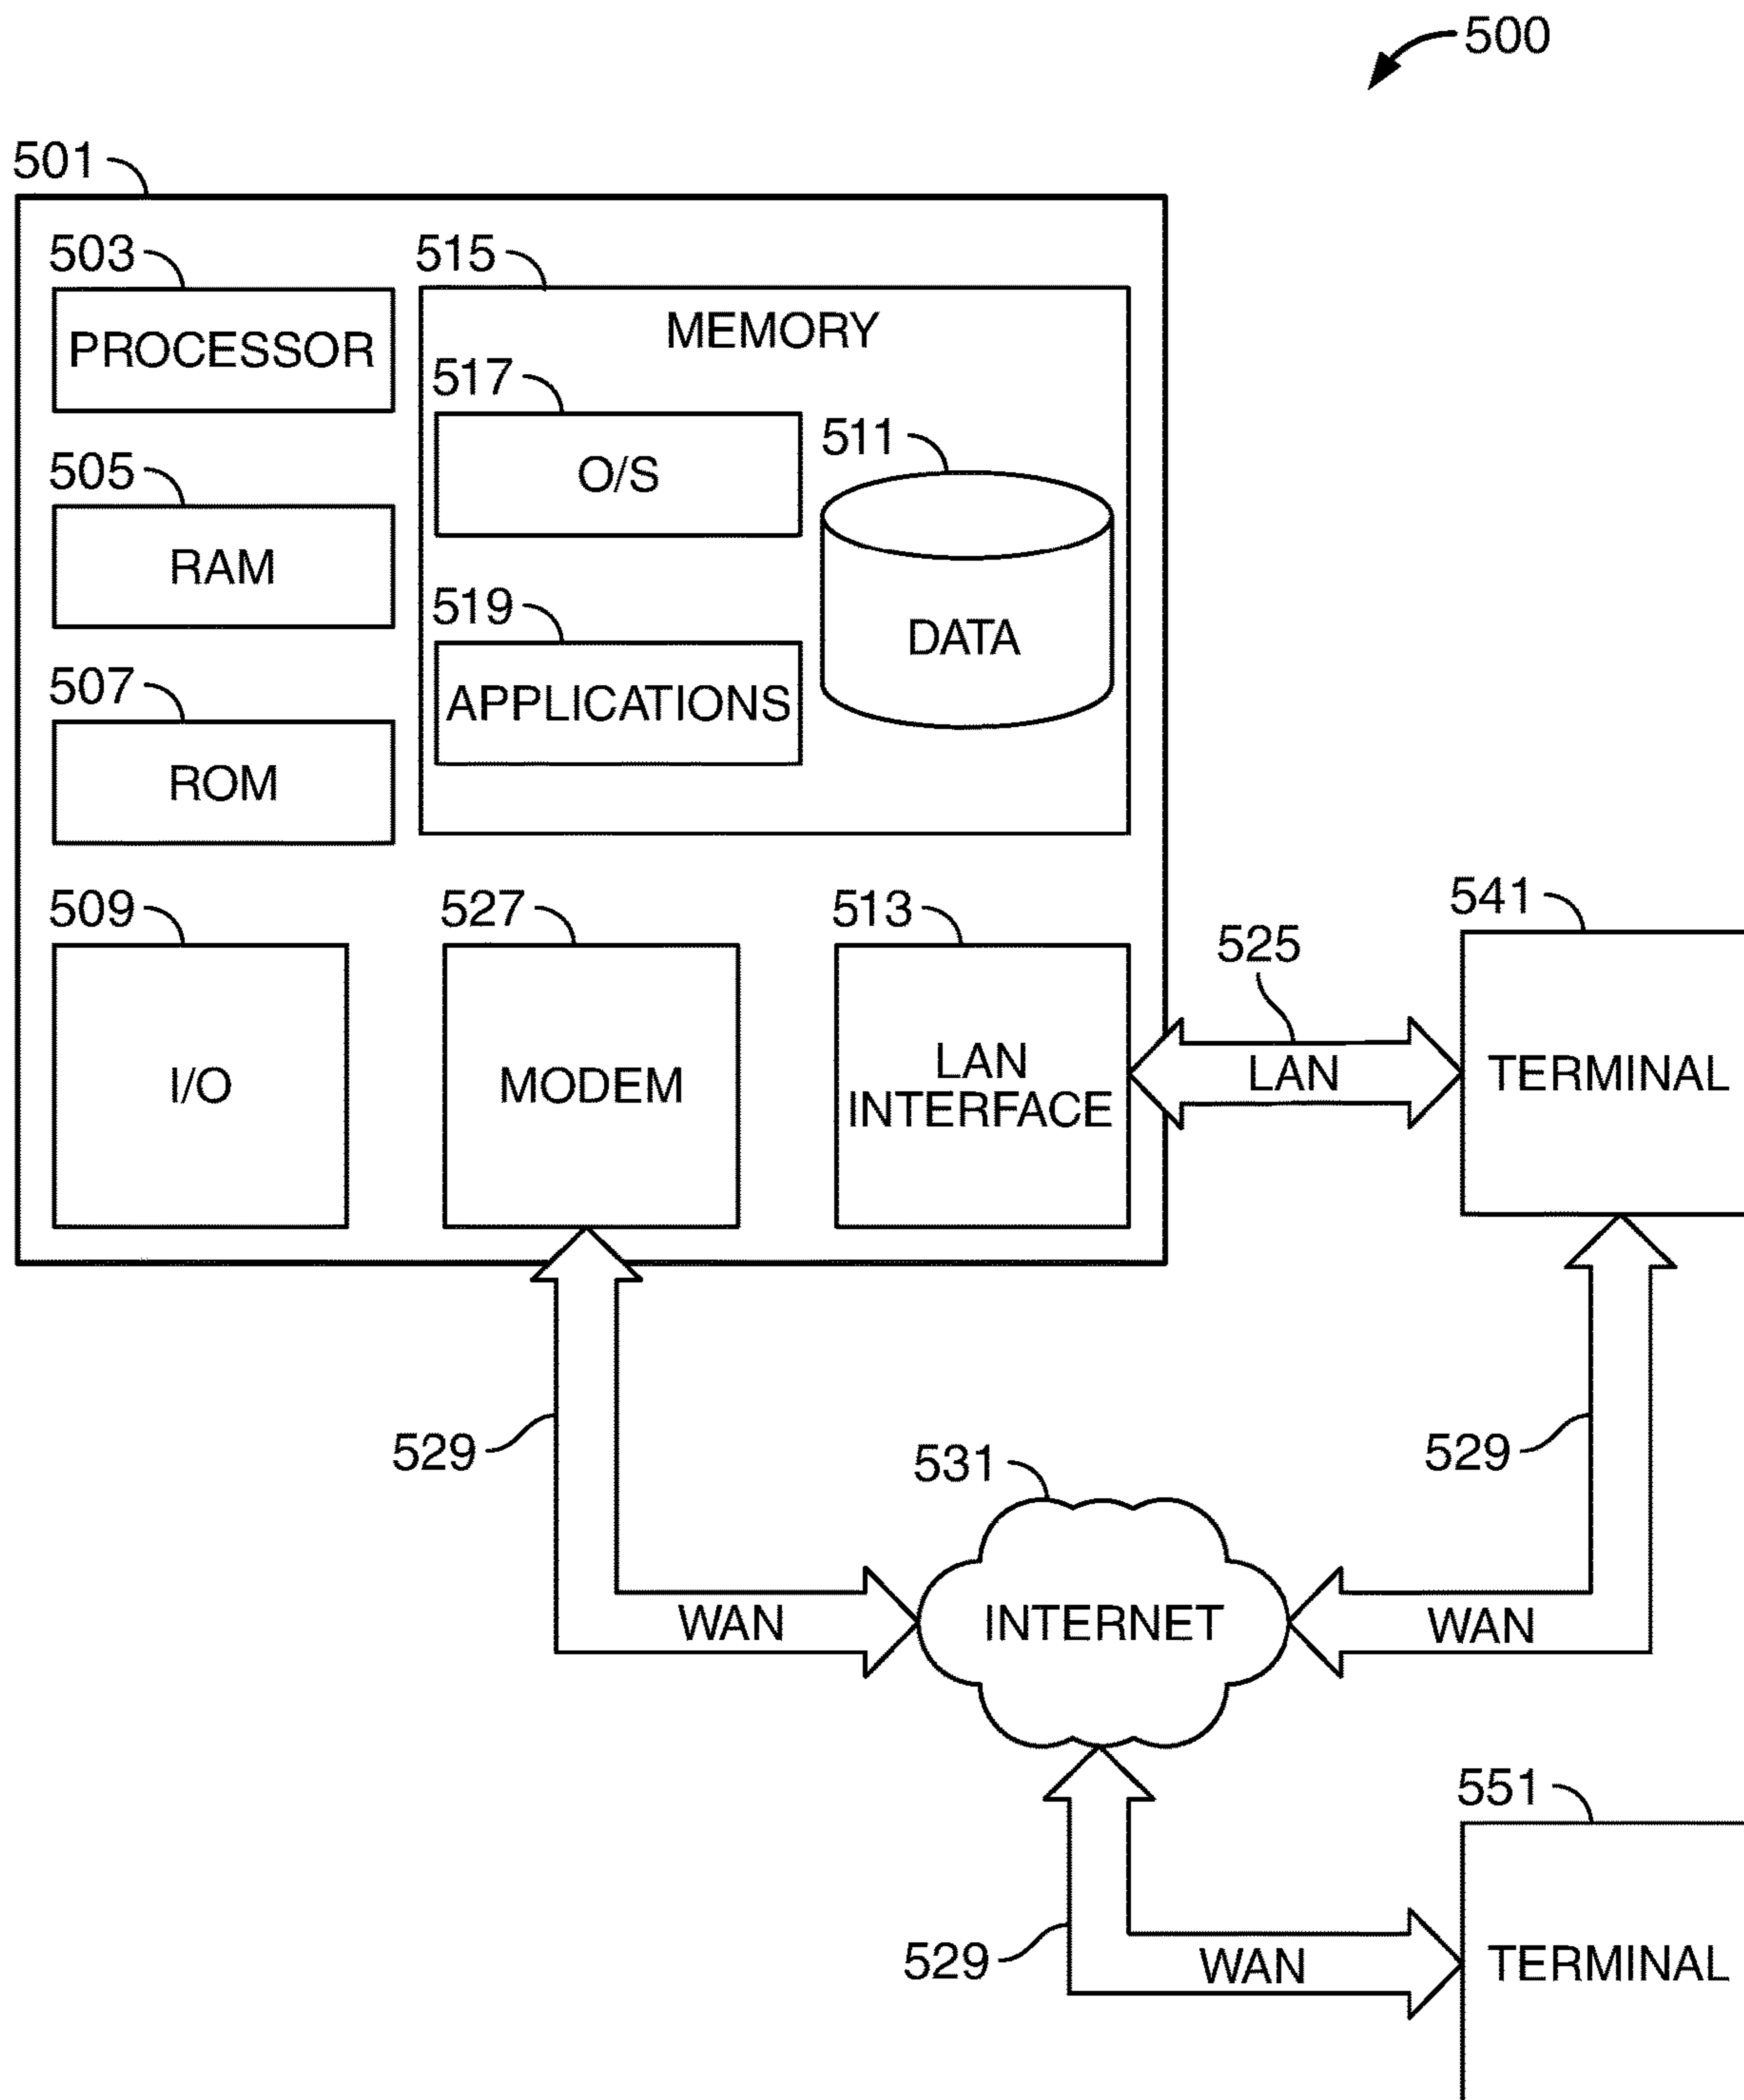 500
501
503
515
PROCESSOR
MEMORY
517
511
O/S
505
RAM
519
DATA
APPLICATIONS
507
ROM
509
527
513
541
525
I/O
MODEM
LAN
INTERFACE
LAN
TERMINAL
529
531
529
WAN
INTERNET
WAN
551
529
WAN
TERMINAL